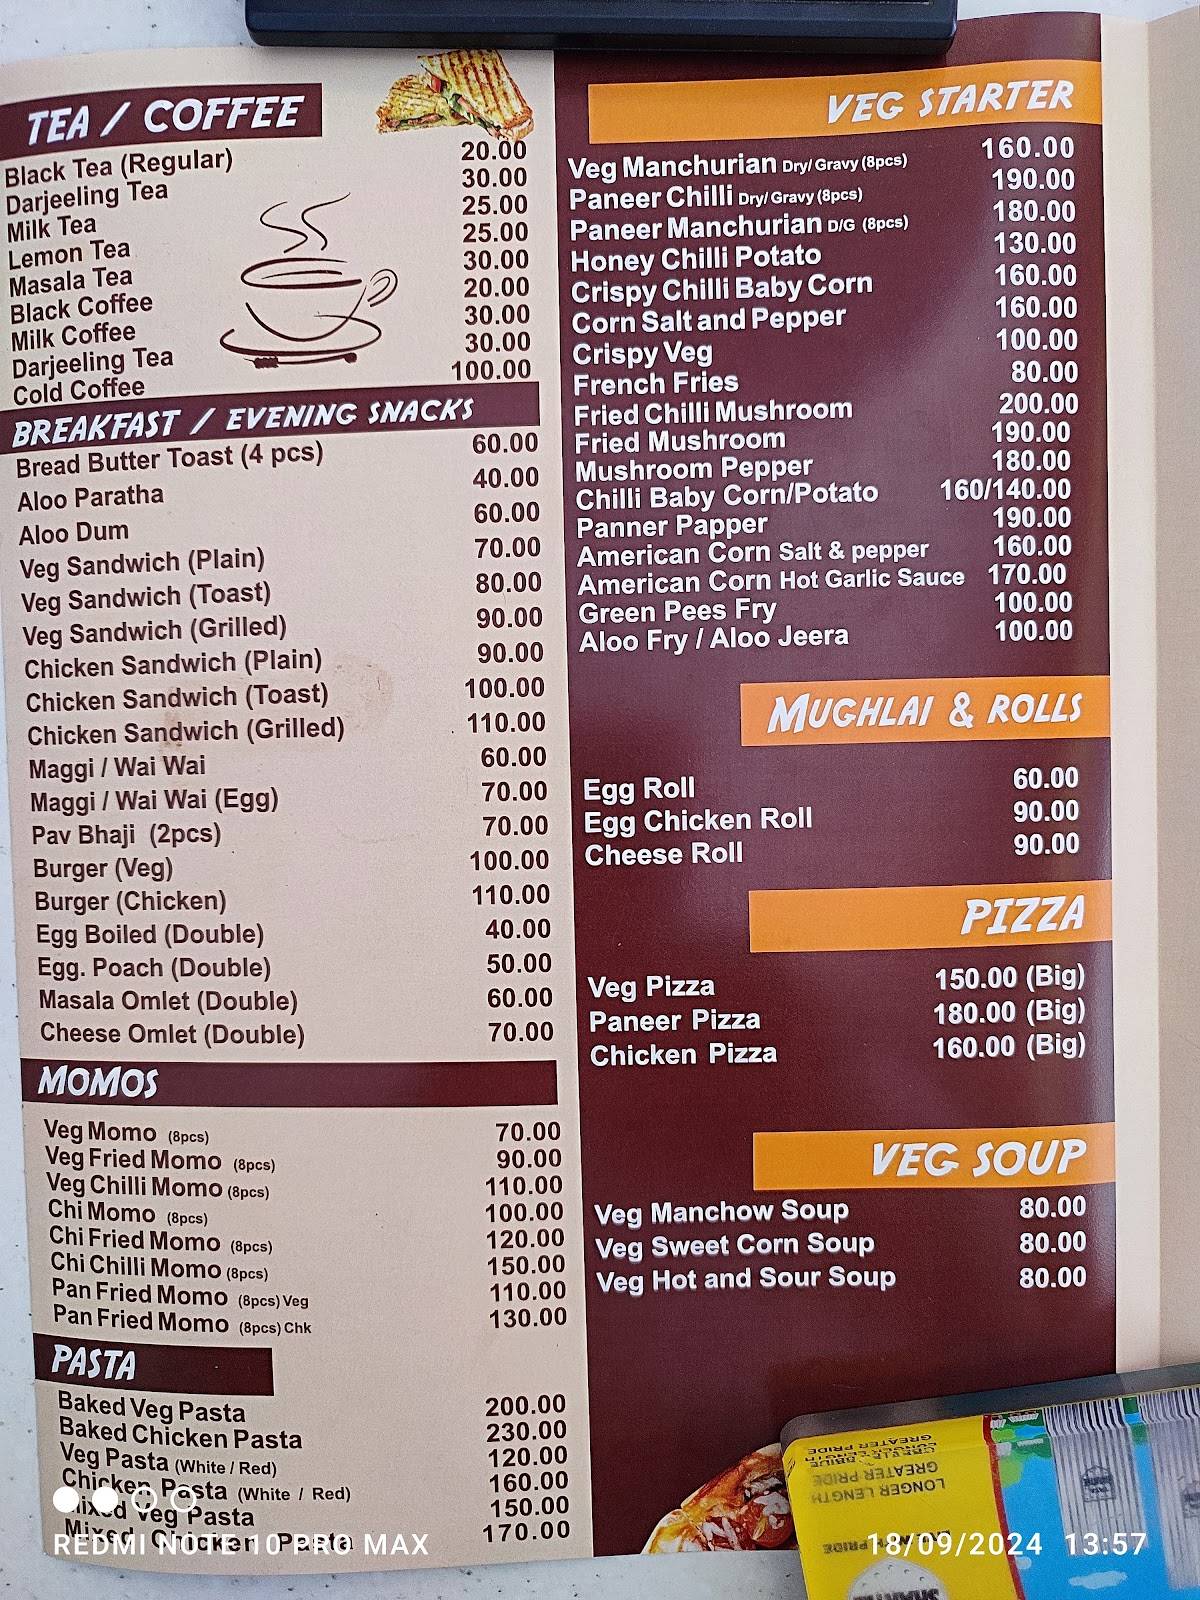 TEA / COFFEE
Black Tea (Regular) 20.00
Darjeeling Tea 30.00
Milk Tea 25.00
Lemon Tea 25.00
Masala Tea 30.00
Black Coffee 20.00
Milk Coffee 30.00
Darjeeling Tea 30.00
Cold Coffee 100.00
BREAKFAST / EVENING SNACKS
Bread Butter Toast (4 pcs) 60.00
Aloo Paratha 40.00
Aloo Dum 60.00
Veg Sandwich (Plain) 70.00
Veg Sandwich (Toast) 80.00
Veg Sandwich (Grilled) 90.00
Chicken Sandwich (Plain) 90.00
Chicken Sandwich (Toast) 100.00
Chicken Sandwich (Grilled) 110.00
Maggi / Wai Wai 60.00
Maggi / Wai Wai (Egg) 70.00
Pav Bhaji (2pcs) 70.00
Burger (Veg) 100.00
Burger (Chicken) 110.00
Egg Boiled (Double) 40.00
Egg. Poach (Double) 50.00
Masala Omlet (Double) 60.00
Cheese Omlet (Double) 70.00
MOMOS
Veg Momo (8pcs) 70.00
Veg Fried Momo (8pcs) 90.00
Veg Chilli Momo (8pcs) 110.00
Chi Momo (8pcs) 100.00
Chi Fried Momo (8pcs) 120.00
Chi Chilli Momo (8pcs) 150.00
Pan Fried Momo (8pcs) Veg 110.00
Pan Fried Momo (8pcs) Chk 130.00
PASTA
Baked Veg Pasta 200.00
Baked Chicken Pasta 230.00
Veg Pasta (White / Red) 120.00
Chicken Pasta (White / Red) 160.00
Mixed Veg Pasta 150.00
Mixed Chicken Pasta 170.00
VEG STARTER
Veg Manchurian Dry/ Gravy (8pcs) 160.00
Paneer Chilli Dry/ Gravy (8pcs) 190.00
Paneer Manchurian D/G (8pcs) 180.00
Honey Chilli Potato 130.00
Crispy Chilli Baby Corn 160.00
Corn Salt and Pepper 160.00
Crispy Veg 100.00
French Fries 80.00
Fried Chilli Mushroom 200.00
Fried Mushroom 190.00
Mushroom Pepper 180.00
Chilli Baby Corn/Potato 160/140.00
Panner Papper 190.00
American Corn Salt & pepper 160.00
American Corn Hot Garlic Sauce 170.00
Green Pees Fry 100.00
Aloo Fry / Aloo Jeera 100.00
MUGHLAI & ROLLS
Egg Roll 60.00
Egg Chicken Roll 90.00
Cheese Roll 90.00
PIZZA
Veg Pizza 150.00 (Big)
Paneer Pizza 180.00 (Big)
Chicken Pizza 160.00 (Big)
VEG SOUP
Veg Manchow Soup 80.00
Veg Sweet Corn Soup 80.00
Veg Hot and Sour Soup 80.00
LONGER LENGTH
GREATER PRIDE
REDMI NOTE 10 PRO MAX
18/09/2024 13:57